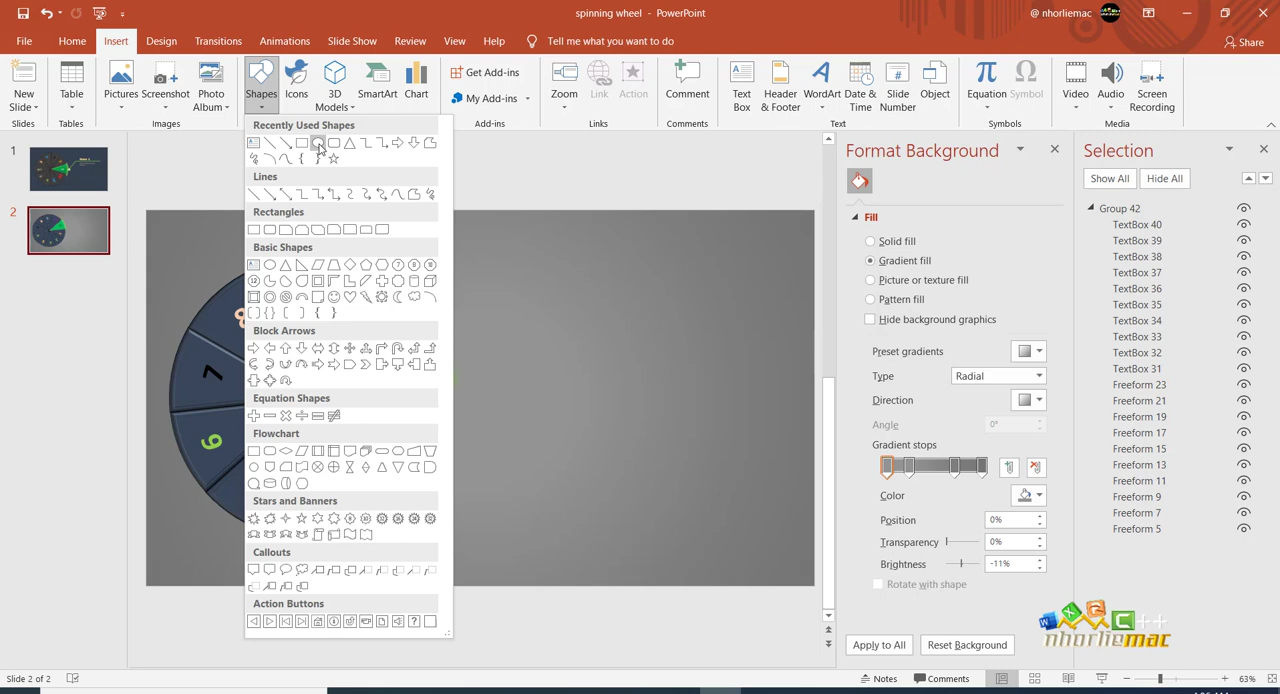 spinning wheel - PowerPoint
@ nhorliemac
File Home Insert Design Transitions Animations Slide Show Review View Help Tell me what you want to do
Share
New Slide
Table
Pictures
Screenshot
Photo Album
Shapes
Icons
3D Models
SmartArt
Chart
Get Add-ins
My Add-ins
Zoom
Link
Action
Comment
Text Box
Header & Footer
WordArt
Date & Time
Slide Number
Object
Equation
Symbol
Video
Audio
Screen Recording
Slides
Tables
Images
Add-ins
Links
Comments
Text
Symbols
Media
1
2
Recently Used Shapes
Lines
Rectangles
Basic Shapes
Block Arrows
Equation Shapes
Flowchart
Stars and Banners
Callouts
Action Buttons
8
7
6
Format Background
Fill
Solid fill
Gradient fill
Picture or texture fill
Pattern fill
Hide background graphics
Preset gradients
Type Radial
Direction
Angle 0°
Gradient stops
Color
Position 0%
Transparency 0%
Brightness -11%
Rotate with shape
Apply to All Reset Background
Selection
Show All Hide All
Group 42
TextBox 40
TextBox 39
TextBox 38
TextBox 37
TextBox 36
TextBox 35
TextBox 34
TextBox 33
TextBox 32
TextBox 31
Freeform 23
Freeform 21
Freeform 19
Freeform 17
Freeform 15
Freeform 13
Freeform 11
Freeform 9
Freeform 7
Freeform 5
C++
nhorliemac
Slide 2 of 2
Notes Comments 63%